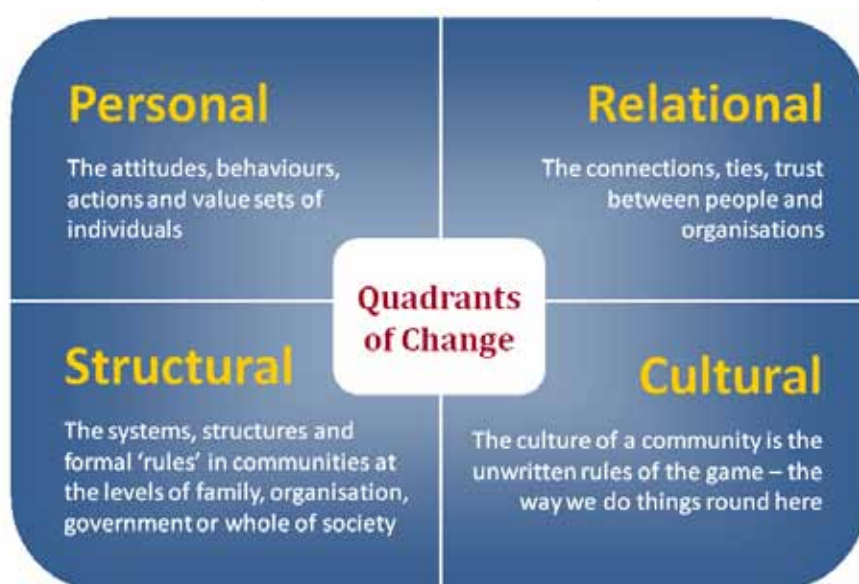 Personal
The attitudes, behaviours,
actions and value sets of
individuals
Relational
The connections, ties, trust
between people and
organisations
Quadrants
of Change
Structural
The systems, structures and
formal ‘rules’ in communities at
the levels of family, organisation,
government or whole of society
Cultural
The culture of a community is the
unwritten rules of the game – the
way we do things round here